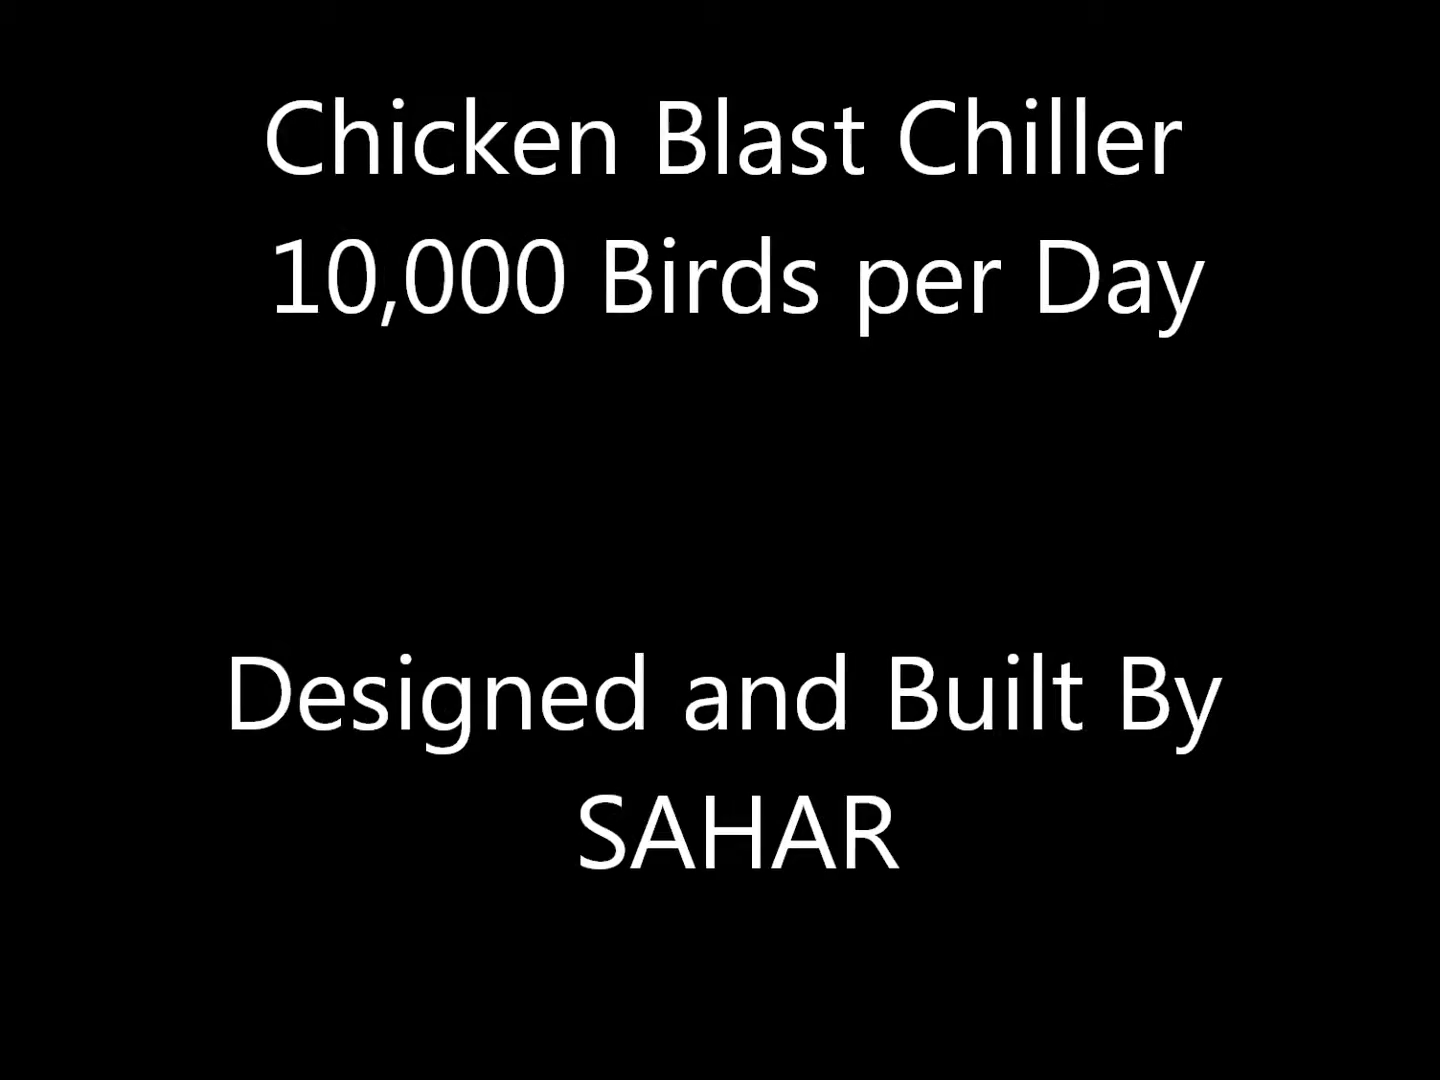 Chicken Blast Chiller
10,000 Birds per Day
Designed and Built By
SAHAR